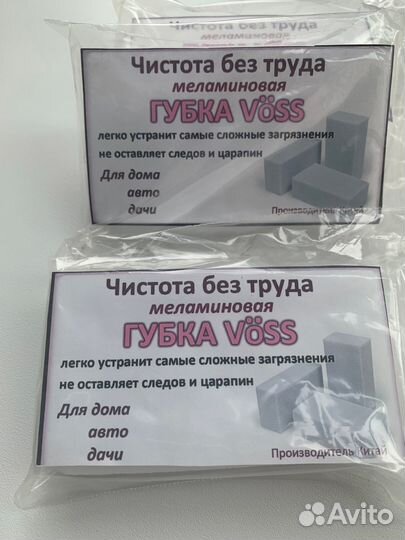 Чистота без труда
меламиновая
Чистота без труда
меламиновая
ГУБКА VÖSS
легко устранит самые сложные загрязнения
не оставляет следов и царапин
Для дома
авто
дачи
Производитель Китай
Чистота без труда
меламиновая
ГУБКА VÖSS
легко устранит самые сложные загрязнения
не оставляет следов и царапин
Для дома
авто
дачи
Производитель Китай
Avito